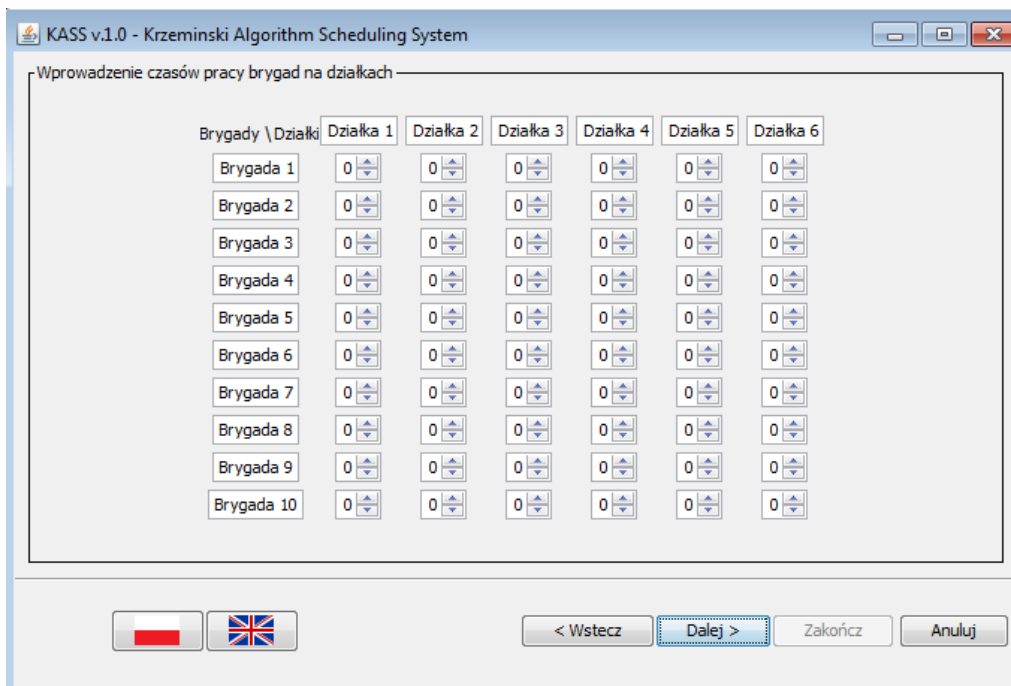 KASS v.1.0 - Krzeminski Algorithm Scheduling System
Wprowadzenie czasów pracy brygad na działkach
Brygady \ Działki Działka 1 Działka 2 Działka 3 Działka 4 Działka 5 Działka 6
Brygada 1 0 0 0 0 0 0
Brygada 2 0 0 0 0 0 0
Brygada 3 0 0 0 0 0 0
Brygada 4 0 0 0 0 0 0
Brygada 5 0 0 0 0 0 0
Brygada 6 0 0 0 0 0 0
Brygada 7 0 0 0 0 0 0
Brygada 8 0 0 0 0 0 0
Brygada 9 0 0 0 0 0 0
Brygada 10 0 0 0 0 0 0
< Wstecz Dalej > Zakończ Anuluj